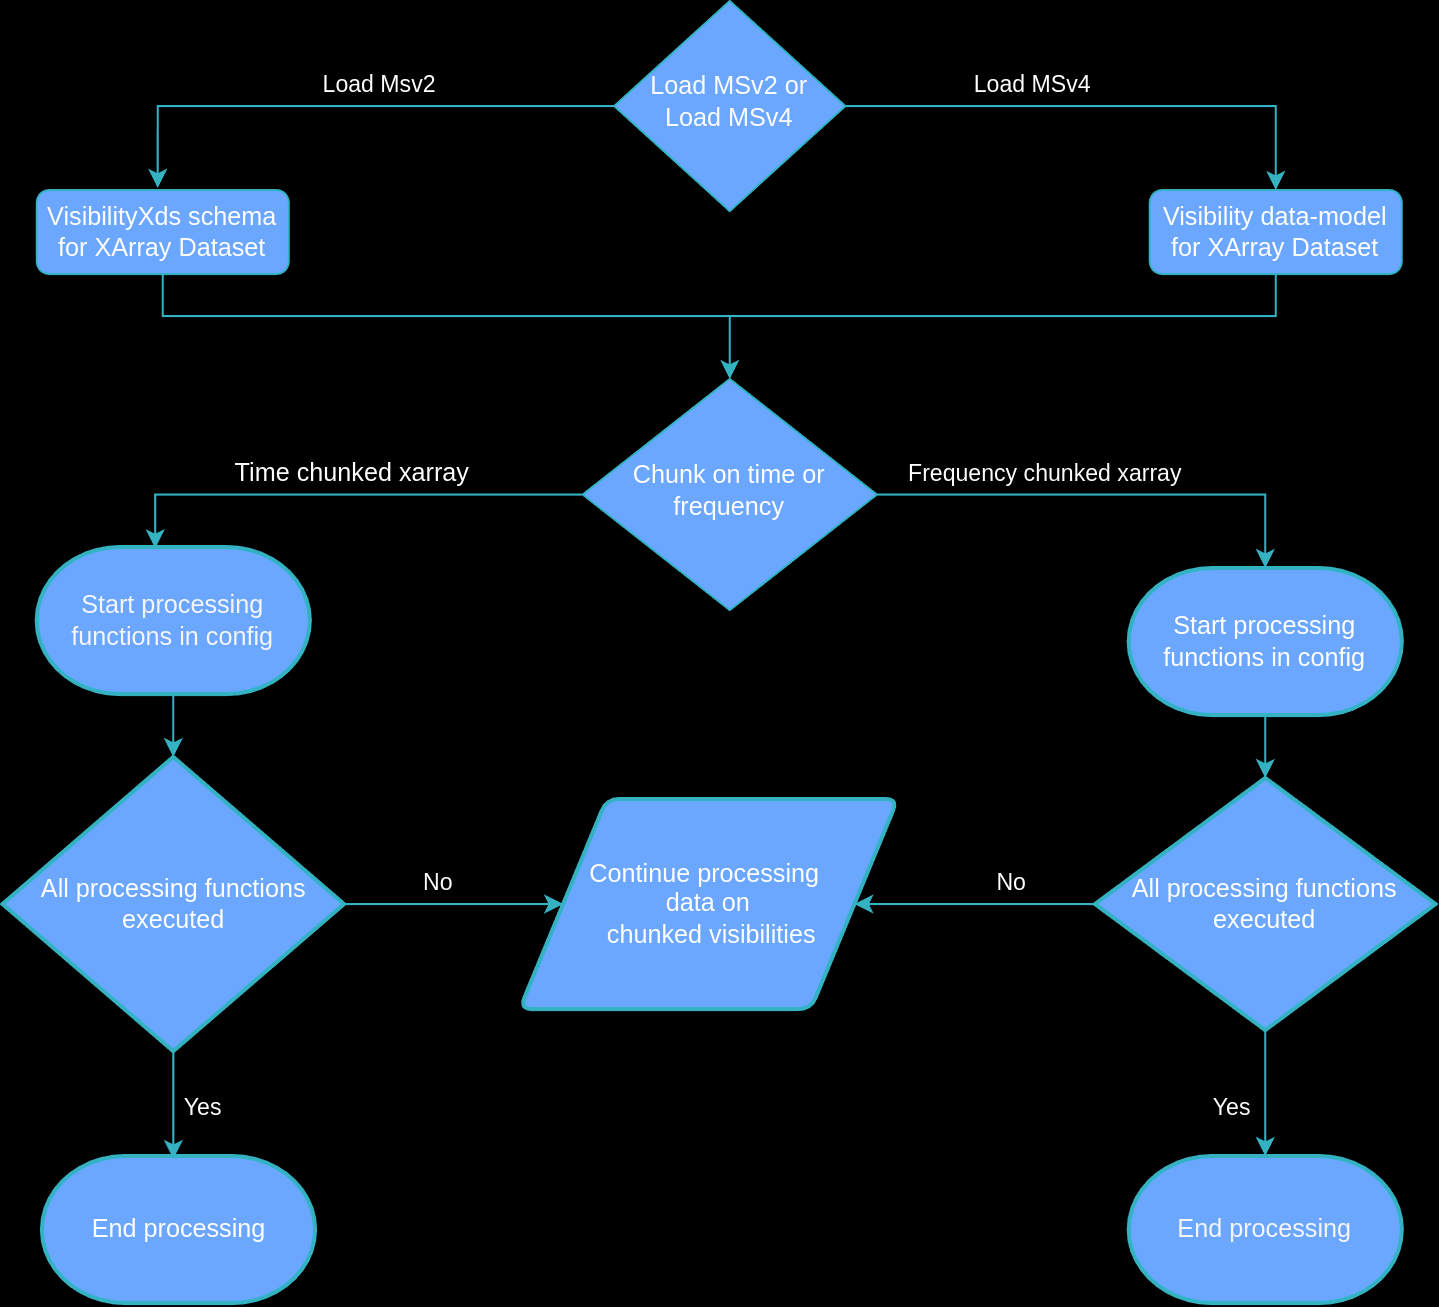 Load Msv2
Load MSv2 or
Load MSv4
Load MSv4
VisibilityXds schema
for XArray Dataset
Visibility data-model
for XArray Dataset
Time chunked xarray
Chunk on time or
frequency
Frequency chunked xarray
Start processing
functions in config
Start processing
functions in config
All processing functions
executed
No
Continue processing
data on
chunked visibilities
No
All processing functions
executed
Yes
Yes
End processing
End processing